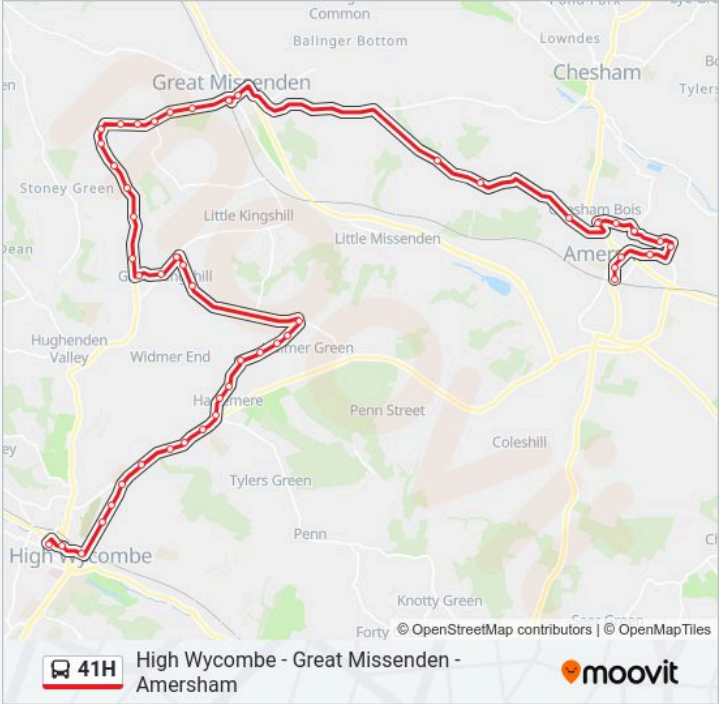 Common
Balinger Bottom
Lowndes
Great Missenden
Chesham
Tylers
Stoney Green
Little Kingshill
Little Missenden
Dean
Hughenden
Valley
Widmer End
Penn Street
Coleshill
Tylers Green
Penn
High Wycombe
Knotty Green
© OpenStreetMap contributors | © OpenMapTiles
Forty
41H
High Wycombe - Great Missenden -
Amersham
moovit